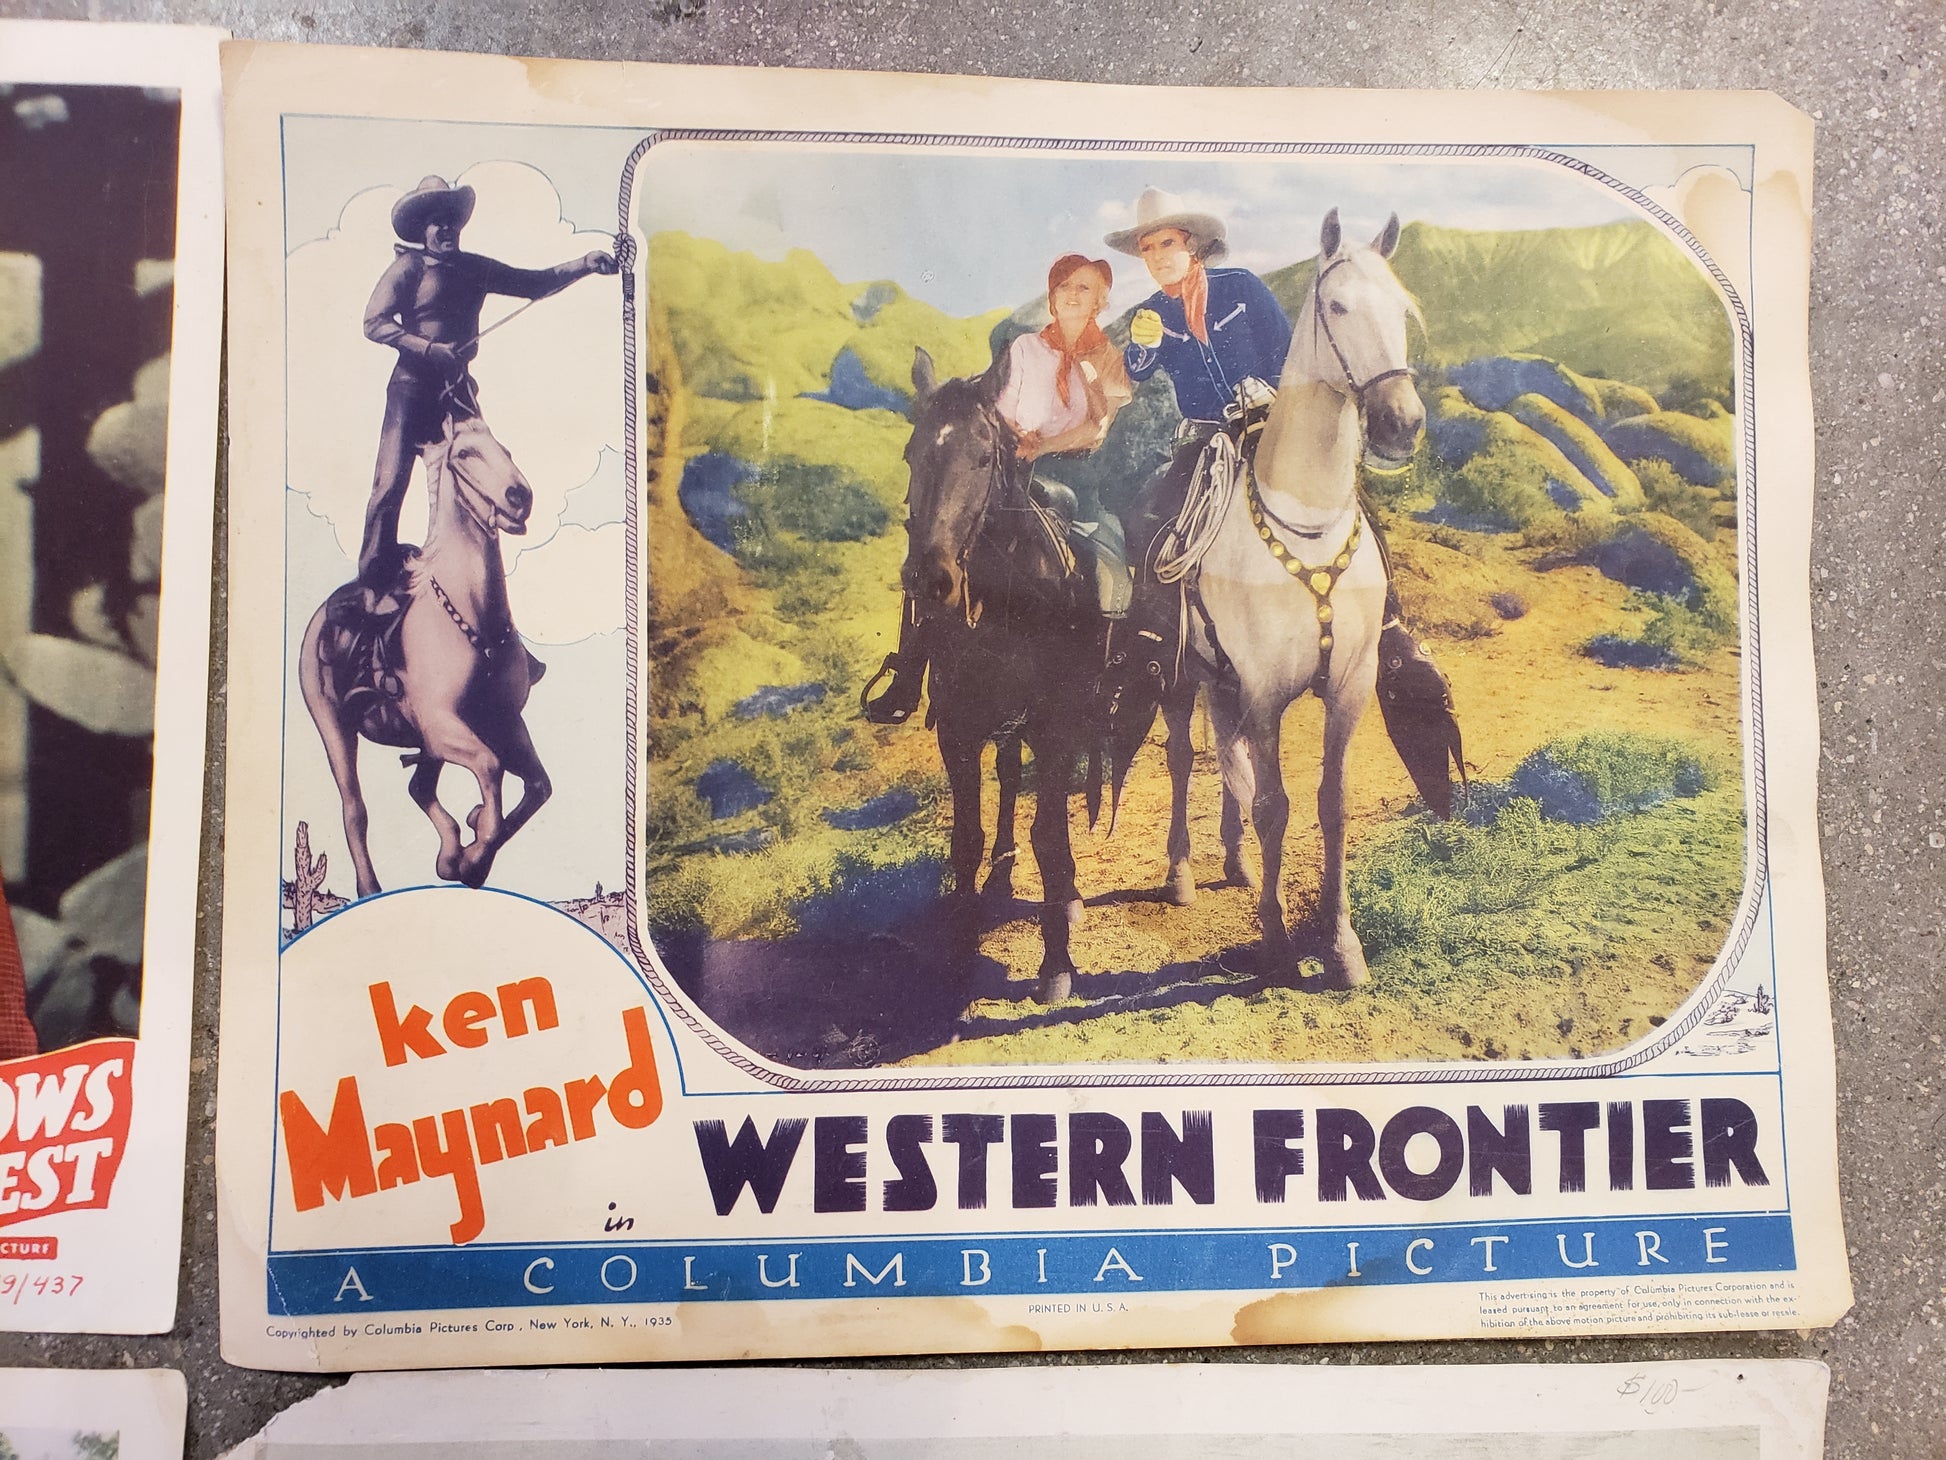 ken
Maynard
in
WESTERN FRONTIER
A COLUMBIA PICTURE
Copyrighted by Columbia Pictures Corp., New York, N. Y., 1935
PRINTED IN U. S. A.
This advertising is the property of Columbia Pictures Corporation and is
leased pursuant to an agreement for use, only in connection with the ex-
hibition of the above motion picture and prohibiting its sub-lease or resale.
OWS
EST
CTURE
9/437
$100-